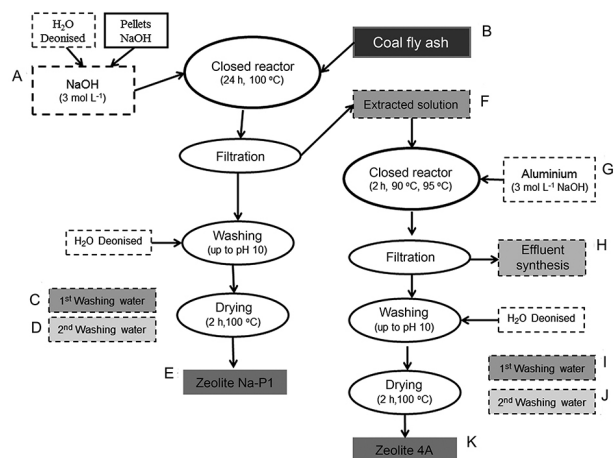 H₂O
Deonised
Pellets
NaOH
B
Coal fly ash
A
NaOH
(3 mol L⁻¹)
Closed reactor
(24 h, 100 ºC)
Extracted solution
F
Filtration
Closed reactor
(2 h, 90 ºC, 95 ºC)
G
Aluminium
(3 mol L⁻¹ NaOH)
H₂O Deonised
Washing
(up to pH 10)
Filtration
H
Effluent
synthesis
C
1st Washing water
D
2nd Washing water
Drying
(2 h,100 ºC)
Washing
(up to pH 10)
H₂O Deonised
E
Zeolite Na-P1
Drying
(2 h,100 ºC)
I
1st Washing water
J
2nd Washing water
Zeolite 4A
K